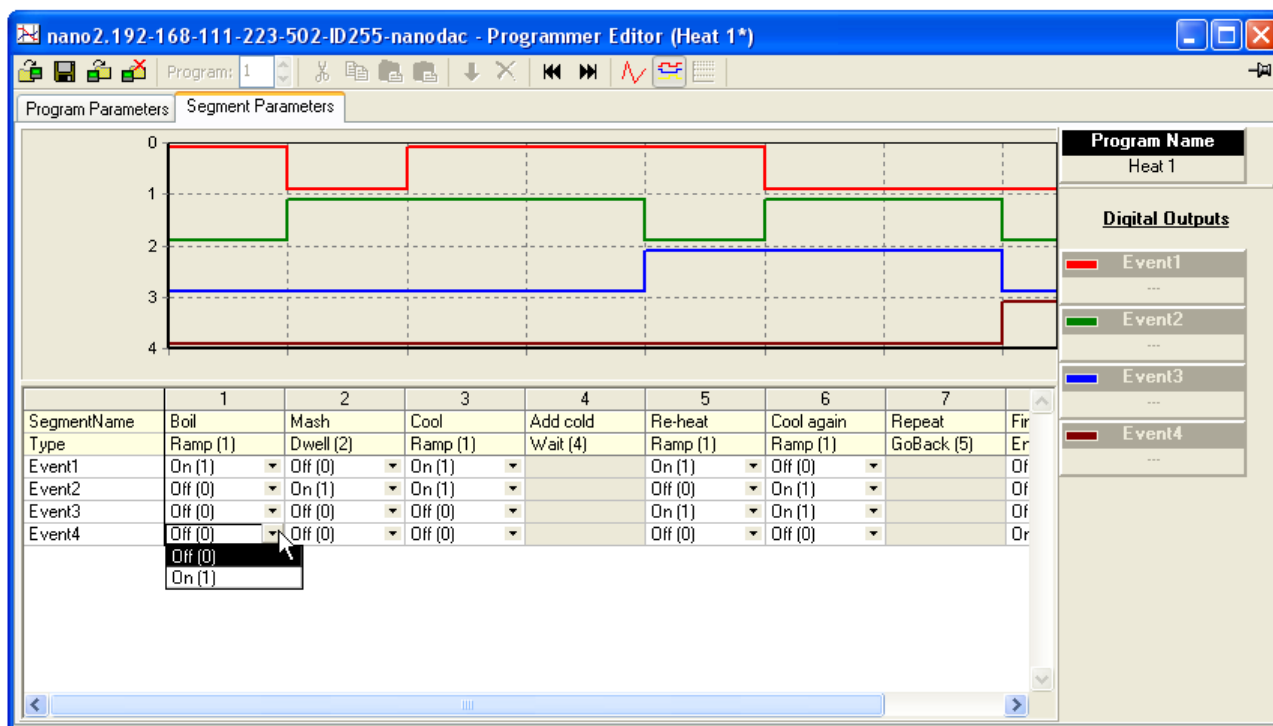 nano2.192-168-111-223-502-ID255-nanodac - Programmer Editor (Heat 1*)
Program: 1
Program Parameters Segment Parameters
0
1
2
3
4
Program Name
Heat 1
Digital Outputs
Event1
---
Event2
---
Event3
---
Event4
---
1 2 3 4 5 6 7
SegmentName Boil Mash Cool Add cold Re-heat Cool again Repeat Fir
Type Ramp (1) Dwell (2) Ramp (1) Wait (4) Ramp (1) Ramp (1) GoBack (5) Er
Event1 On (1) Off (0) On (1) On (1) Off (0) Of
Event2 Off (0) On (1) On (1) Off (0) On (1) Of
Event3 Off (0) Off (0) Off (0) On (1) On (1) Of
Event4 Off (0) Off (0) Off (0) Off (0) Off (0) Or
Off (0)
On (1)